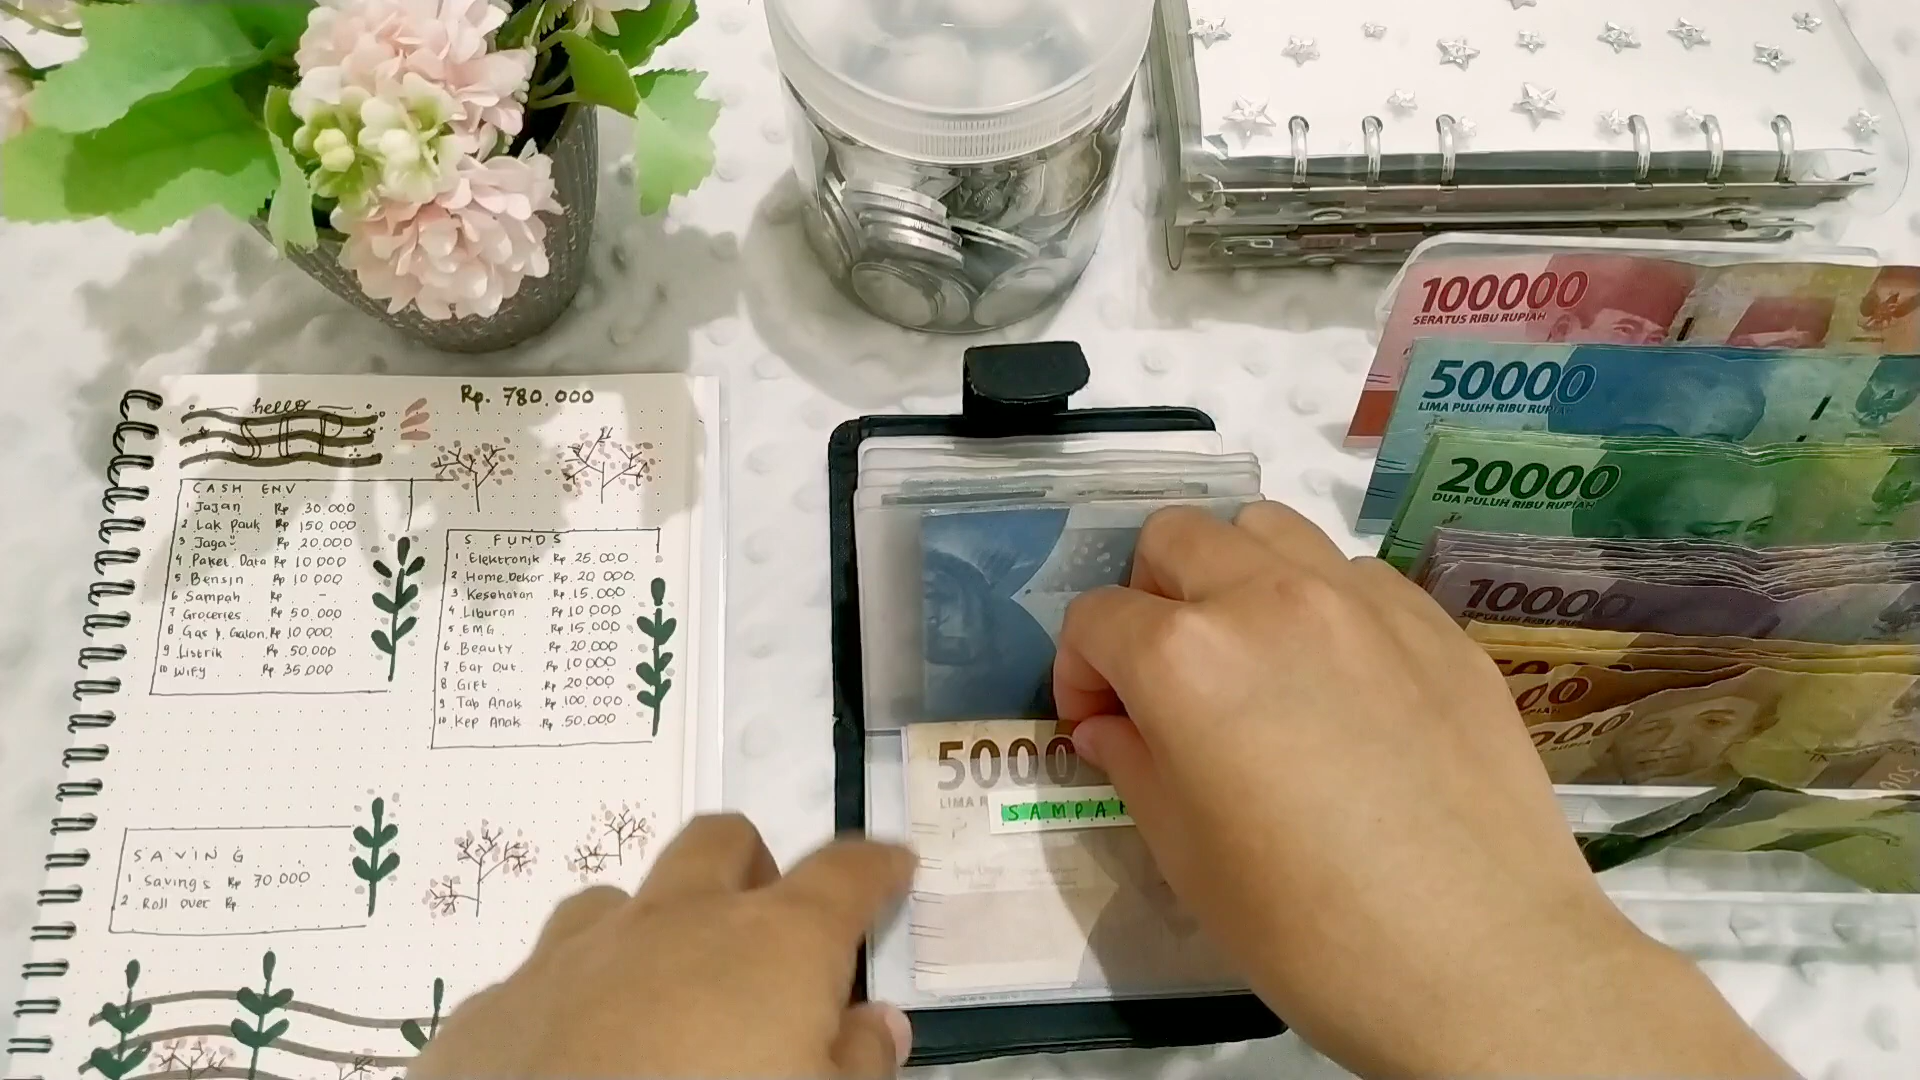 hello
SEP
Rp. 780.000
CASH ENV
1 Jajan Rp 30.000
2 Lak Pauk Rp 150.000
3 Jaga" Rp 20.000
4 Paket Data Rp 10 000
5 Bensin Rp 10 000
6 Sampah Rp -
7 Groceries Rp 50.000
8 Gas & Galon Rp 10 000
9 Listrik Rp 50.000
10 Wify Rp 35.000
S FUNDS
1 Elektronik Rp 25.000
2 Home Dekor Rp 20 000
3 Kesehatan Rp 15.000
4 Liburan Rp 10 000
5 EMG Rp 15.000
6 Beauty Rp 20.000
7 Ear Out Rp 10000
8 Gift Rp 20 000
9 Tab Anak Rp 100.000
10 Kep Anak Rp 50.000
SAVING
1 Savings Rp 70.000
2 Roll over Rp
5000
LIMA R
SAMPAH
100000
SERATUS RIBU RUPIAH
50000
LIMA PULUH RIBU RUPIAH
20000
DUA PULUH RIBU RUPIAH
10000
SEPULUH RIBU RU